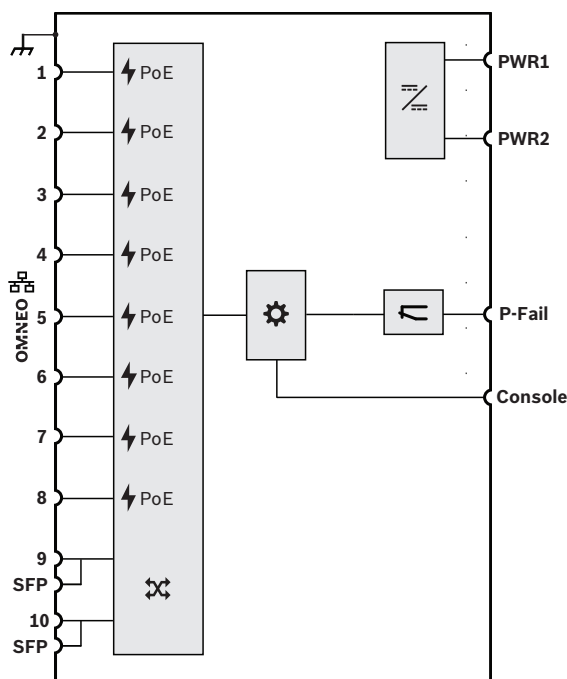 1 PoE
2 PoE
3 PoE
4 PoE
5 PoE
6 PoE
7 PoE
8 PoE
9
SFP
10
SFP
OMNEO
PWR1
PWR2
P-Fail
Console